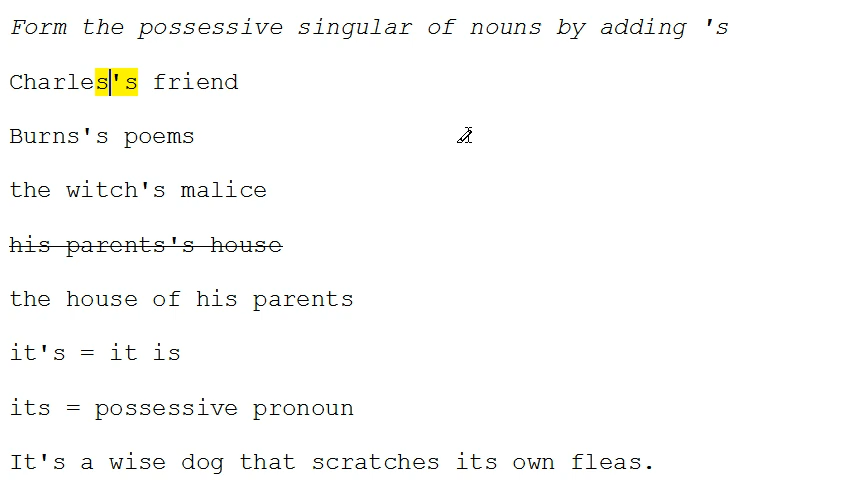 Form the possessive singular of nouns by adding 's
Charles's friend
Burns's poems
the witch's malice
his parents's house
the house of his parents
it's = it is
its = possessive pronoun
It's a wise dog that scratches its own fleas.